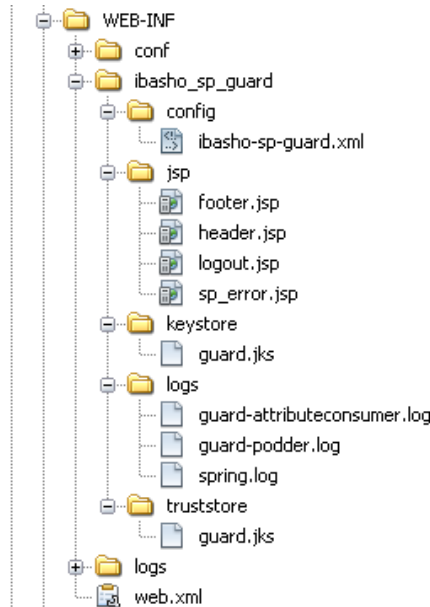 WEB-INF
conf
ibasho_sp_guard
config
ibasho-sp-guard.xml
jsp
footer.jsp
header.jsp
logout.jsp
sp_error.jsp
keystore
guard.jks
logs
guard-attributeconsumer.log
guard-podder.log
spring.log
truststore
guard.jks
logs
web.xml